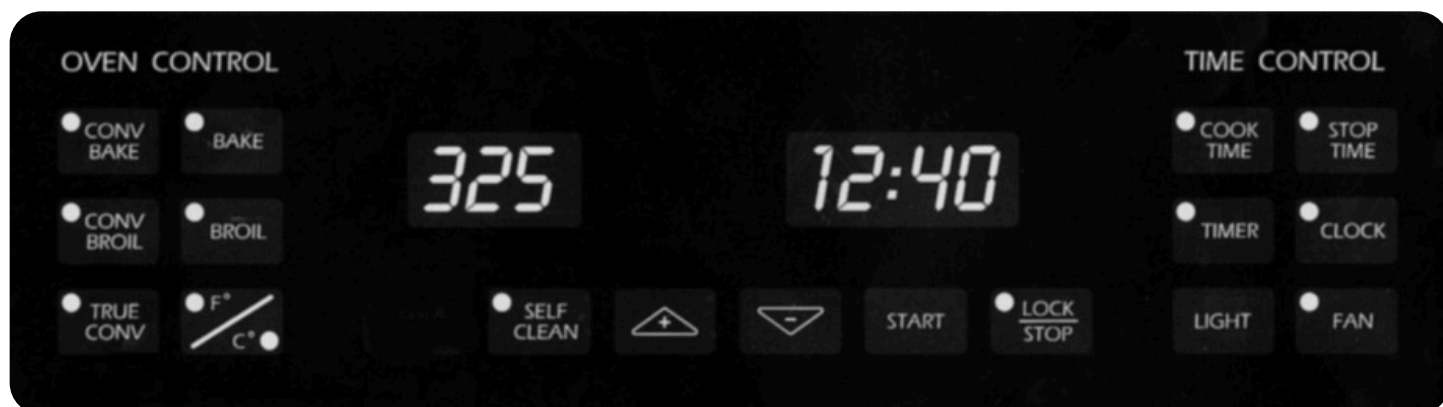 OVEN CONTROL
TIME CONTROL
CONV
BAKE
BAKE
325
12:40
COOK
TIME
STOP
TIME
CONV
BROIL
BROIL
TIMER
CLOCK
TRUE
CONV
F°
C°
SELF
CLEAN
+
-
START
LOCK
STOP
LIGHT
FAN